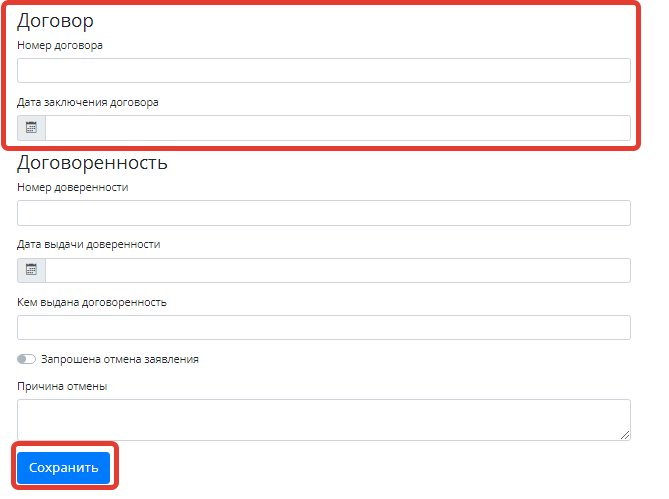 Договор
Номер договора
Дата заключения договора
Договоренность
Номер доверенности
Дата выдачи доверенности
Кем выдана договоренность
Запрошена отмена заявления
Причина отмены
Сохранить